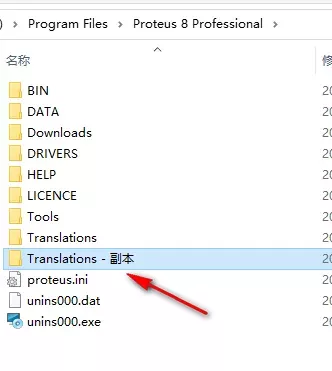 ) › Program Files › Proteus 8 Professional ›
名称
修
BIN
20
DATA
20
Downloads
20
DRIVERS
20
HELP
20
LICENCE
20
Tools
20
Translations
20
Translations - 副本
20
proteus.ini
20
unins000.dat
20
unins000.exe
20